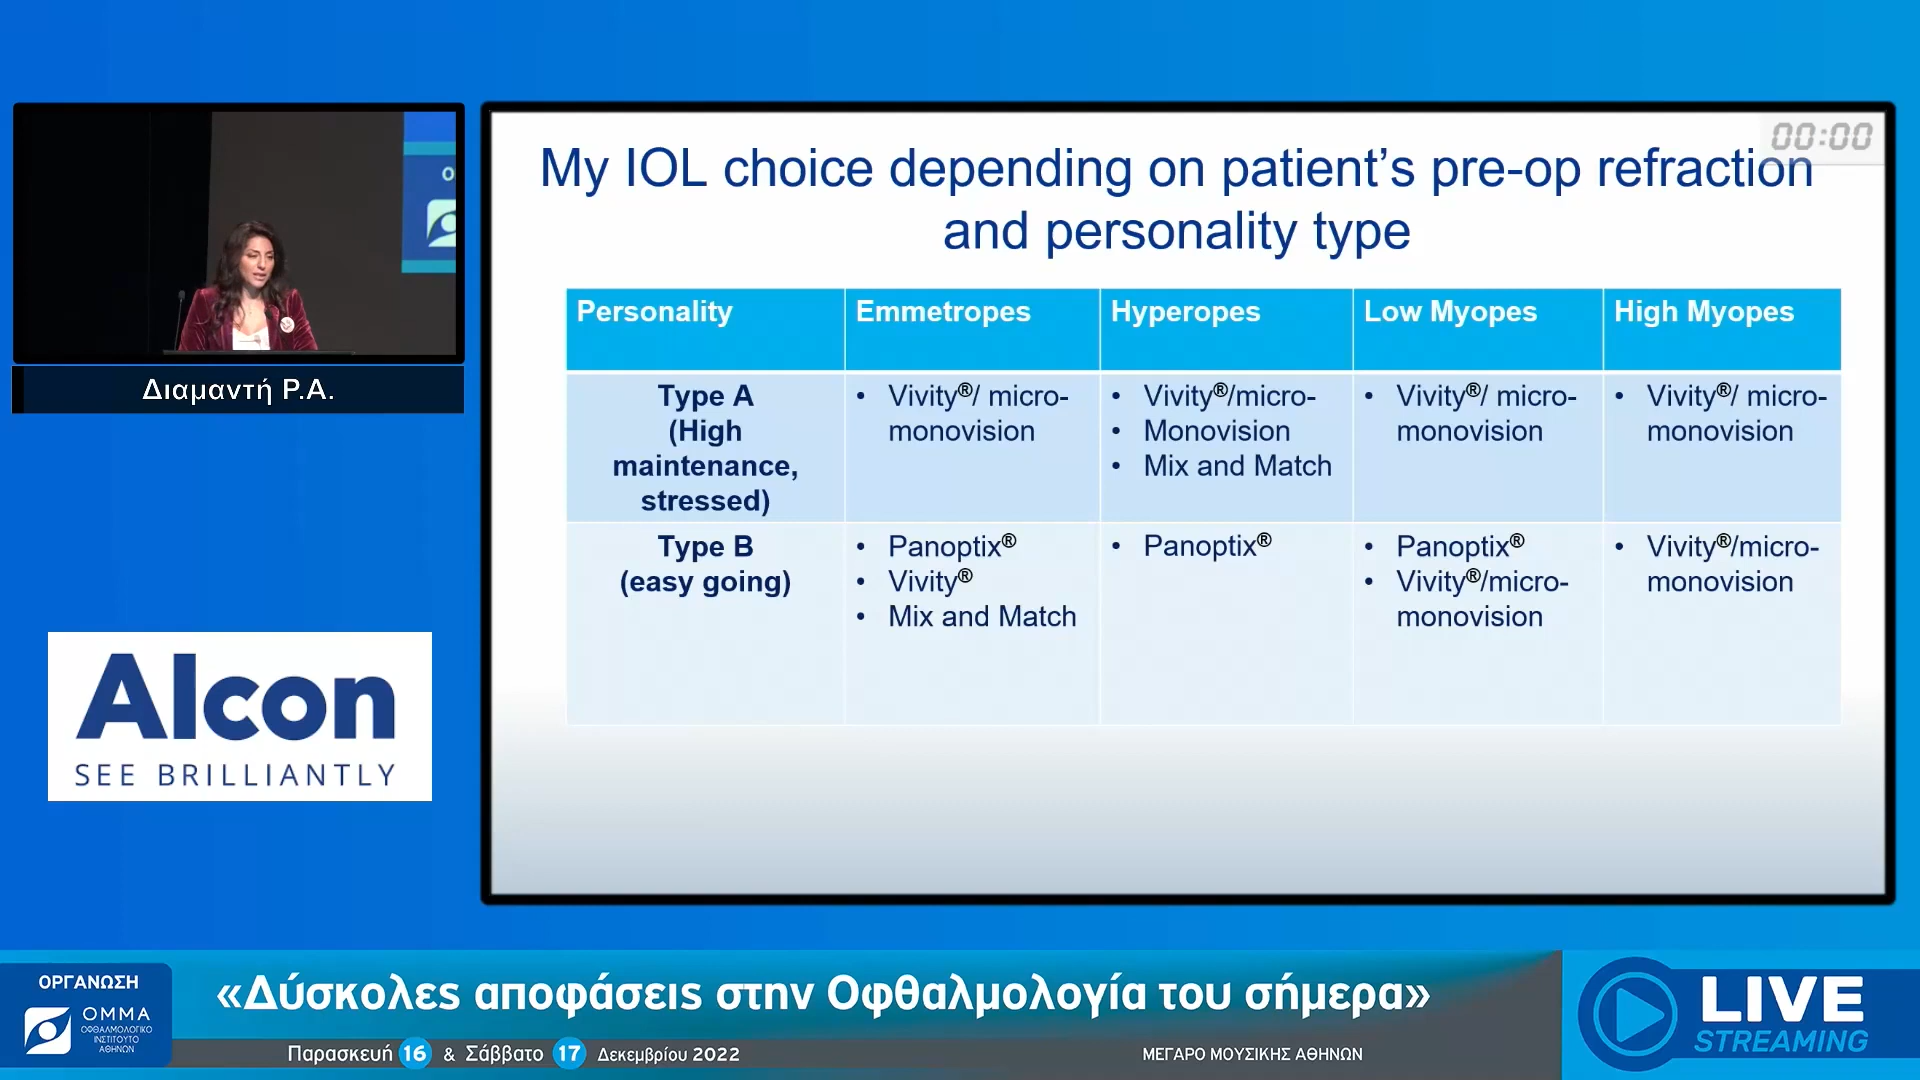 00:00
My IOL choice depending on patient's pre-op refraction
and personality type
Personality
Emmetropes
Hyperopes
Low Myopes
High Myopes
Type A
(High
maintenance,
stressed)
• Vivity®/ micro-
monovision
• Vivity®/micro-
• Monovision
• Mix and Match
• Vivity®/ micro-
monovision
• Vivity®/ micro-
monovision
Type B
(easy going)
• Panoptix®
• Vivity®
• Mix and Match
• Panoptix®
• Panoptix®
• Vivity®/micro-
monovision
• Vivity®/micro-
monovision
Ο
Διαμαντή Ρ.Α.
Alcon
SEE BRILLIANTLY
ΟΡΓΑΝΩΣΗ
ΟΜΜΑ
ΟΦΘΑΛΜΟΛΟΓΙΚΟ
ΙΝΣΤΙΤΟΥΤΟ
ΑΘΗΝΩΝ
«Δύσκολες αποφάσεις στην Οφθαλμολογία του σήμερα»
Παρασκευή 16 & Σάββατο 17 Δεκεμβρίου 2022
ΜΕΓΑΡΟ ΜΟΥΣΙΚΗΣ ΑΘΗΝΩΝ
LIVE
STREAMING